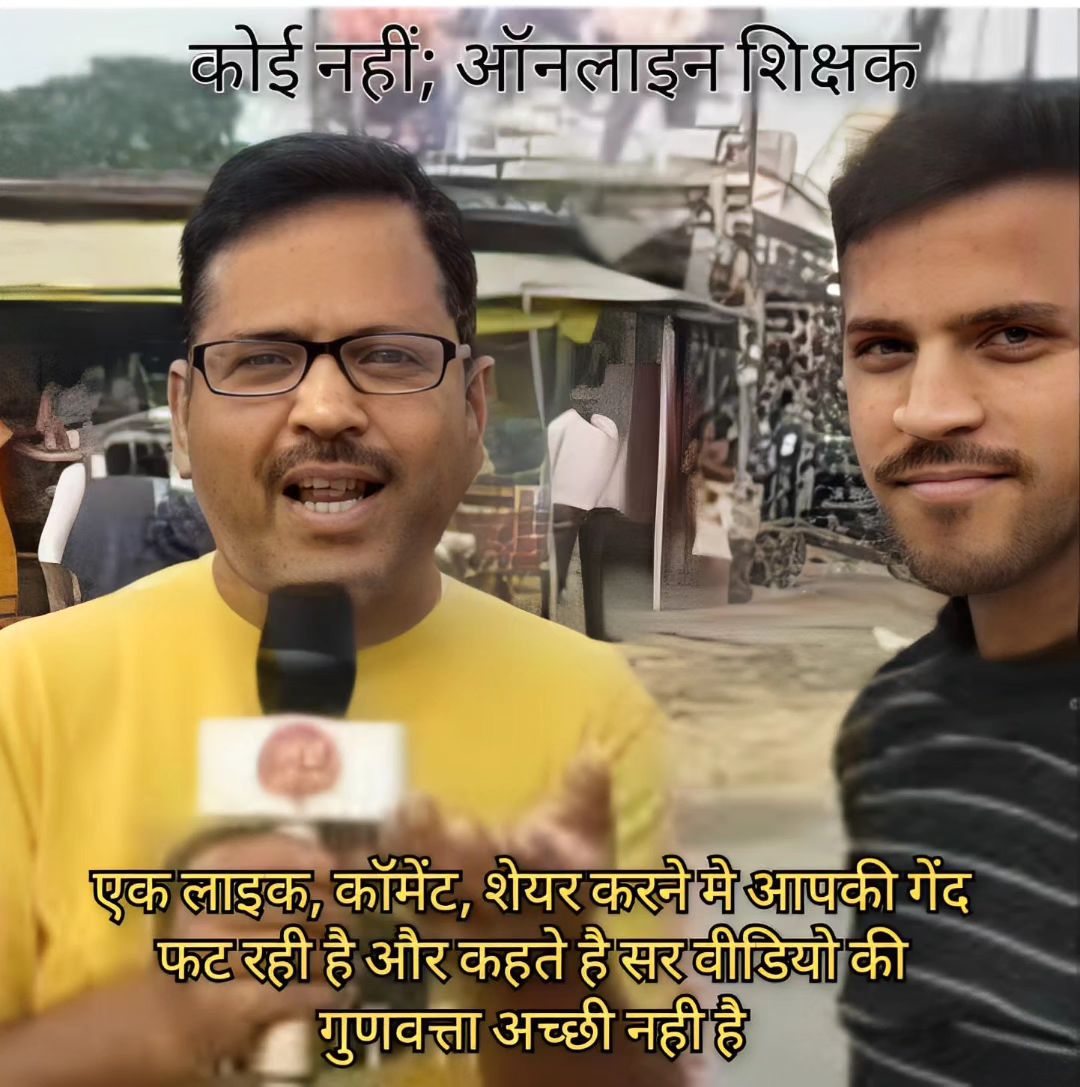 कोई नहीं; ऑनलाइन शिक्षक
एक लाइक, कॉमेंट, शेयर करने मे आपकी गेंद
फट रही है और कहते है सर वीडियो की
गुणवत्ता अच्छी नही है